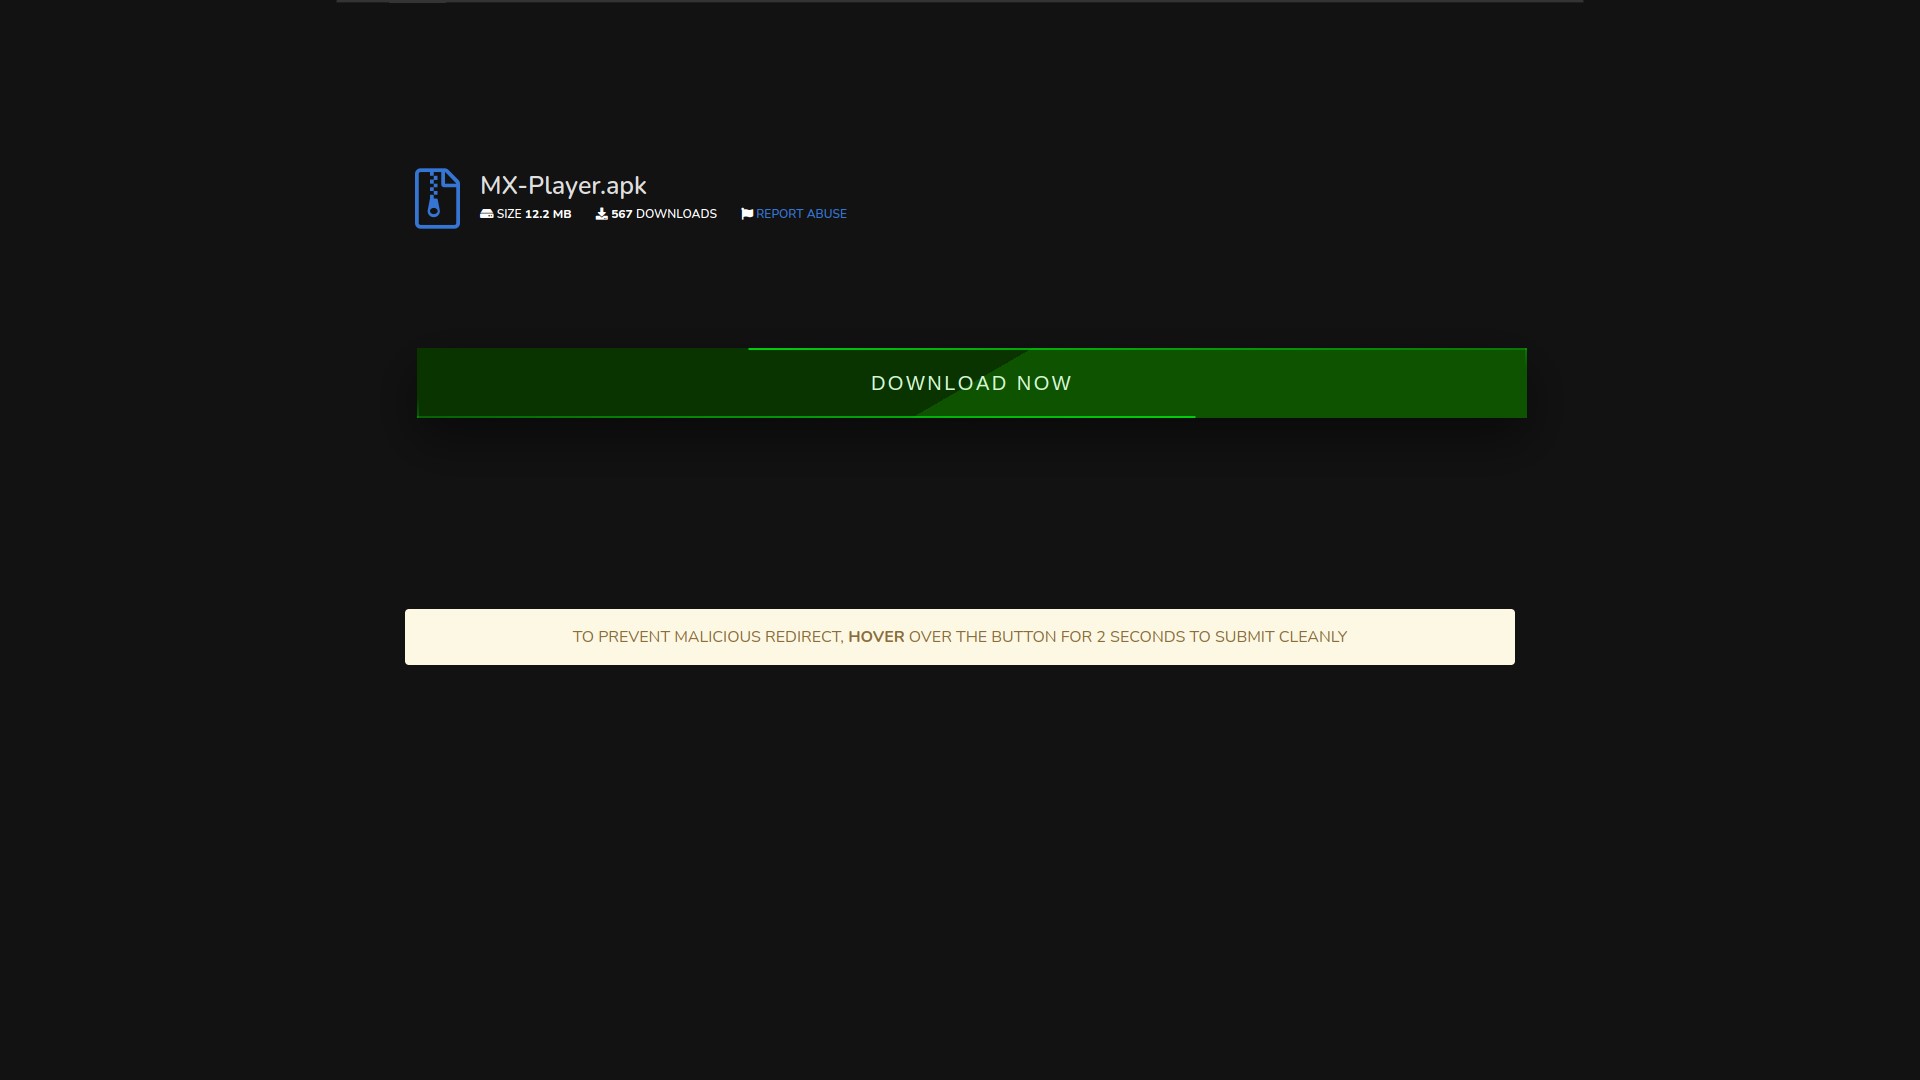 MX-Player.apk
SIZE 12.2 MB 567 DOWNLOADS REPORT ABUSE
DOWNLOAD NOW
TO PREVENT MALICIOUS REDIRECT, HOVER OVER THE BUTTON FOR 2 SECONDS TO SUBMIT CLEANLY